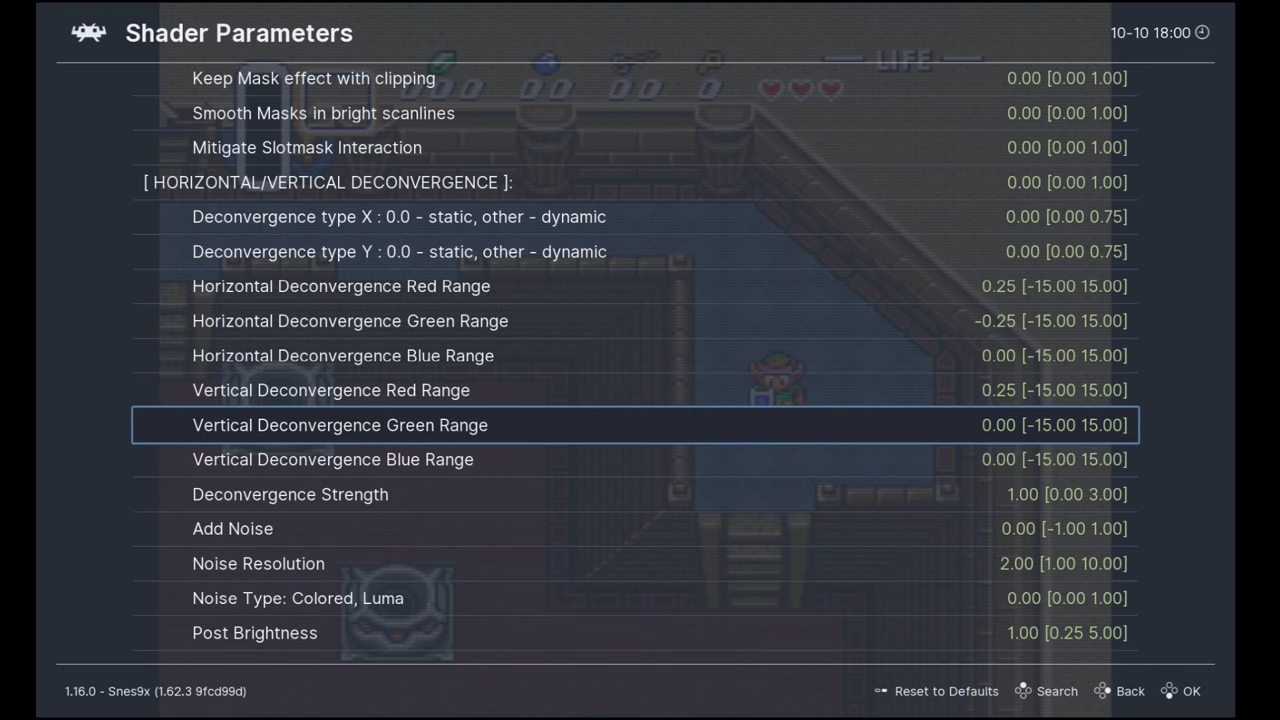 Shader Parameters
10-10 18:00
LIFE
Keep Mask effect with clipping 0.00 [0.00 1.00]
00 00 0
Smooth Masks in bright scanlines 0.00 [0.00 1.00]
Mitigate Slotmask Interaction 0.00 [0.00 1.00]
[ HORIZONTAL/VERTICAL DECONVERGENCE ]: 0.00 [0.00 1.00]
Deconvergence type X : 0.0 - static, other - dynamic 0.00 [0.00 0.75]
Deconvergence type Y : 0.0 - static, other - dynamic 0.00 [0.00 0.75]
Horizontal Deconvergence Red Range 0.25 [-15.00 15.00]
Horizontal Deconvergence Green Range -0.25 [-15.00 15.00]
Horizontal Deconvergence Blue Range 0.00 [-15.00 15.00]
Vertical Deconvergence Red Range 0.25 [-15.00 15.00]
Vertical Deconvergence Green Range 0.00 [-15.00 15.00]
Vertical Deconvergence Blue Range 0.00 [-15.00 15.00]
Deconvergence Strength 1.00 [0.00 3.00]
Add Noise 0.00 [-1.00 1.00]
Noise Resolution 2.00 [1.00 10.00]
Noise Type: Colored, Luma 0.00 [0.00 1.00]
Post Brightness 1.00 [0.25 5.00]
1.16.0 - Snes9x (1.62.3 9fcd99d)
Reset to Defaults Search Back OK